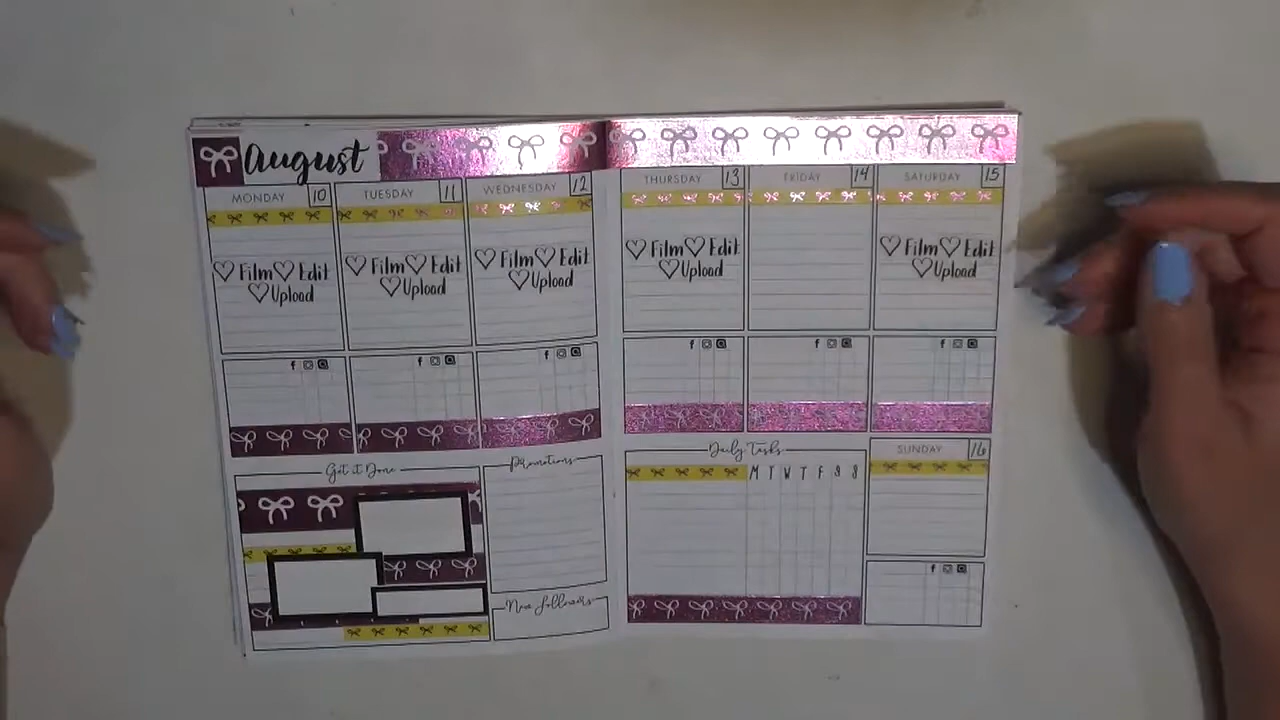 August
MONDAY 10 TUESDAY 11 WEDNESDAY 12 THURSDAY 13 FRIDAY 14 SATURDAY 15
Film Edit
Upload
Film Edit
Upload
Film Edit
Upload
Film Edit
Upload
Film Edit
Upload
f
f
f
f
f
f
Get it Done
Promotions
New Followers
Daily Tasks
M T W T F S S
SUNDAY 16
f